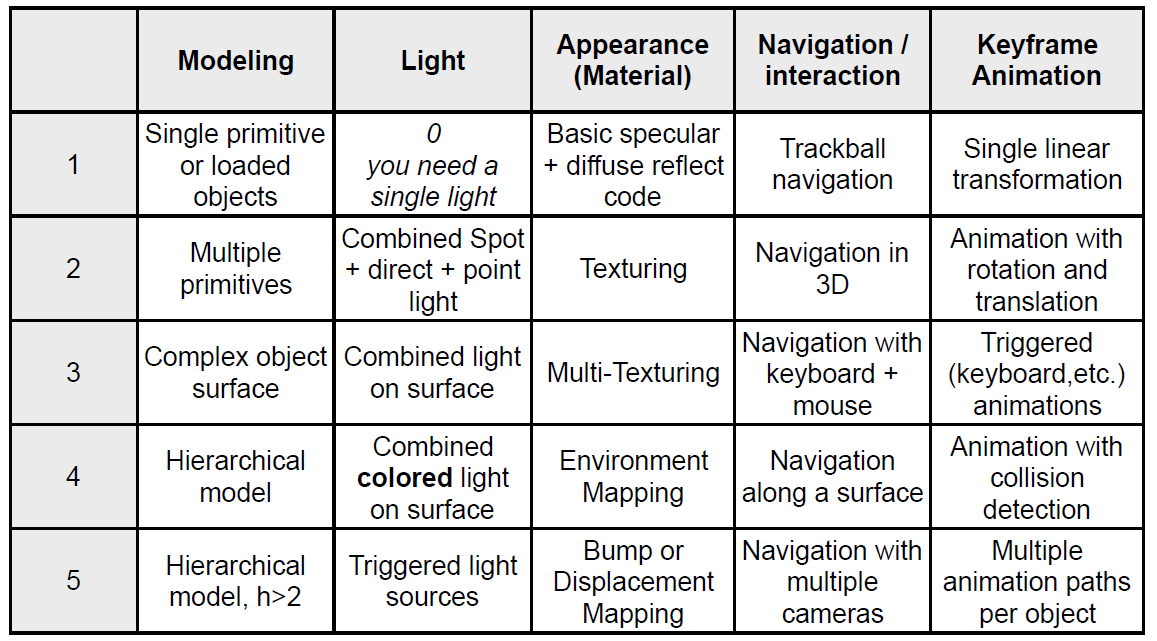 Modeling
Light
Appearance
(Material)
Navigation /
interaction
Keyframe
Animation
1
Single primitive
or loaded
objects
0
you need a
single light
Basic specular
+ diffuse reflect
code
Trackball
navigation
Single linear
transformation
2
Multiple
primitives
Combined Spot
+ direct + point
light
Texturing
Navigation in
3D
Animation with
rotation and
translation
3
Complex object
surface
Combined light
on surface
Multi-Texturing
Navigation with
keyboard +
mouse
Triggered
(keyboard,etc.)
animations
4
Hierarchical
model
Combined
colored light
on surface
Environment
Mapping
Navigation
along a surface
Animation with
collision
detection
5
Hierarchical
model, h>2
Triggered light
sources
Bump or
Displacement
Mapping
Navigation with
multiple
cameras
Multiple
animation paths
per object